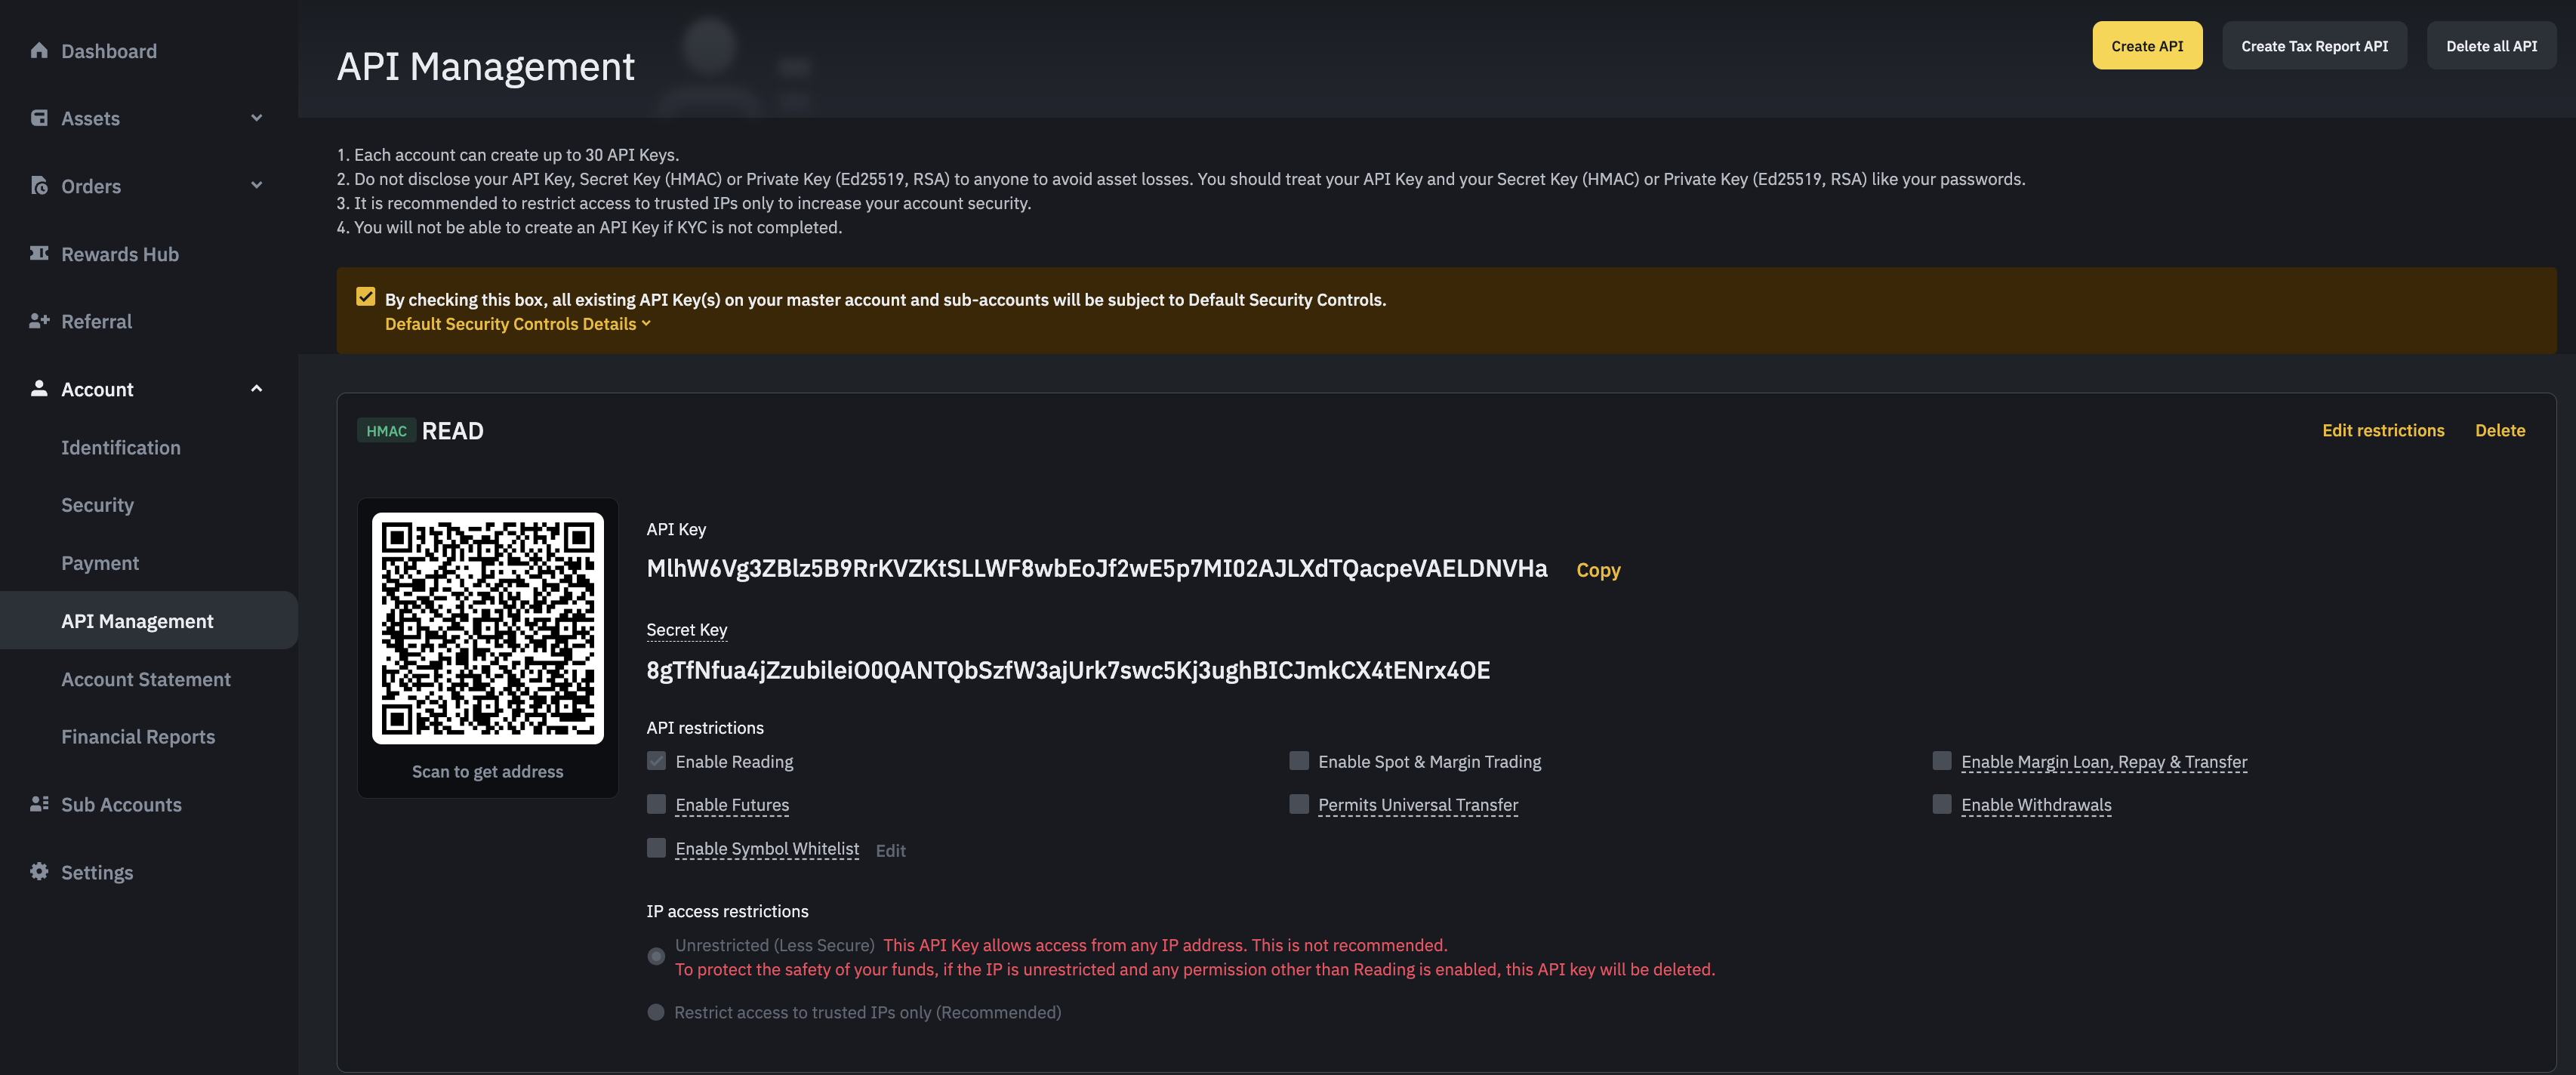 Dashboard
Assets
Orders
Rewards Hub
Referral
Account
Identification
Security
Payment
API Management
Account Statement
Financial Reports
Sub Accounts
Settings
API Management
Create API
Create Tax Report API
Delete all API
1. Each account can create up to 30 API Keys.
2. Do not disclose your API Key, Secret Key (HMAC) or Private Key (Ed25519, RSA) to anyone to avoid asset losses. You should treat your API Key and your Secret Key (HMAC) or Private Key (Ed25519, RSA) like your passwords.
3. It is recommended to restrict access to trusted IPs only to increase your account security.
4. You will not be able to create an API Key if KYC is not completed.
By checking this box, all existing API Key(s) on your master account and sub-accounts will be subject to Default Security Controls.
Default Security Controls Details
HMAC READ
Edit restrictions
Delete
Scan to get address
API Key
MlhW6Vg3ZBlz5B9RrKVZKtSLLWF8wbEoJf2wE5p7MI02AJLXdTQacpeVAELDNVHa Copy
Secret Key
8gTfNfua4jZzubileiO0QANTQbSzfW3ajUrk7swc5Kj3ughBICJmkCX4tENrx4OE
API restrictions
Enable Reading
Enable Spot & Margin Trading
Enable Margin Loan, Repay & Transfer
Enable Futures
Permits Universal Transfer
Enable Withdrawals
Enable Symbol Whitelist Edit
IP access restrictions
Unrestricted (Less Secure) This API Key allows access from any IP address. This is not recommended.
To protect the safety of your funds, if the IP is unrestricted and any permission other than Reading is enabled, this API key will be deleted.
Restrict access to trusted IPs only (Recommended)